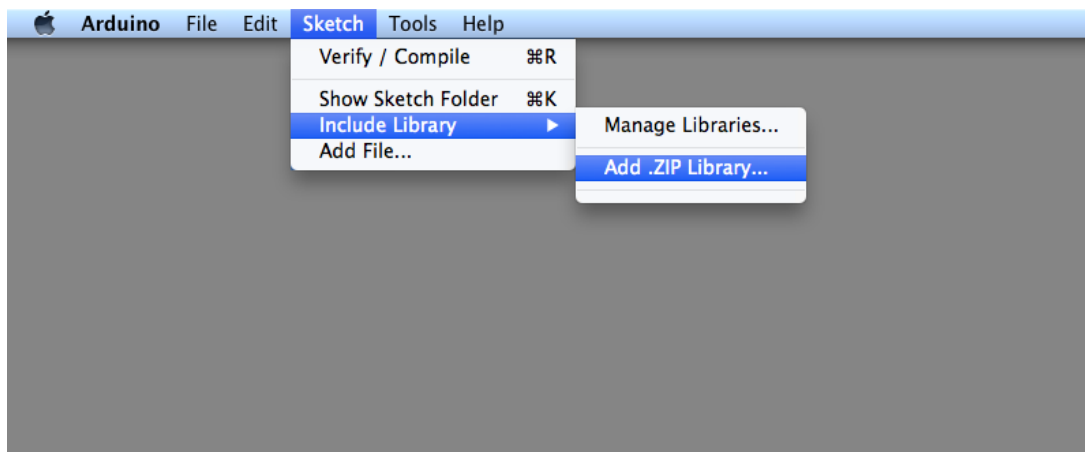 Arduino File Edit Sketch Tools Help
Verify / Compile ⌘R
Show Sketch Folder ⌘K
Include Library ▶
Add File...
Manage Libraries...
Add .ZIP Library...